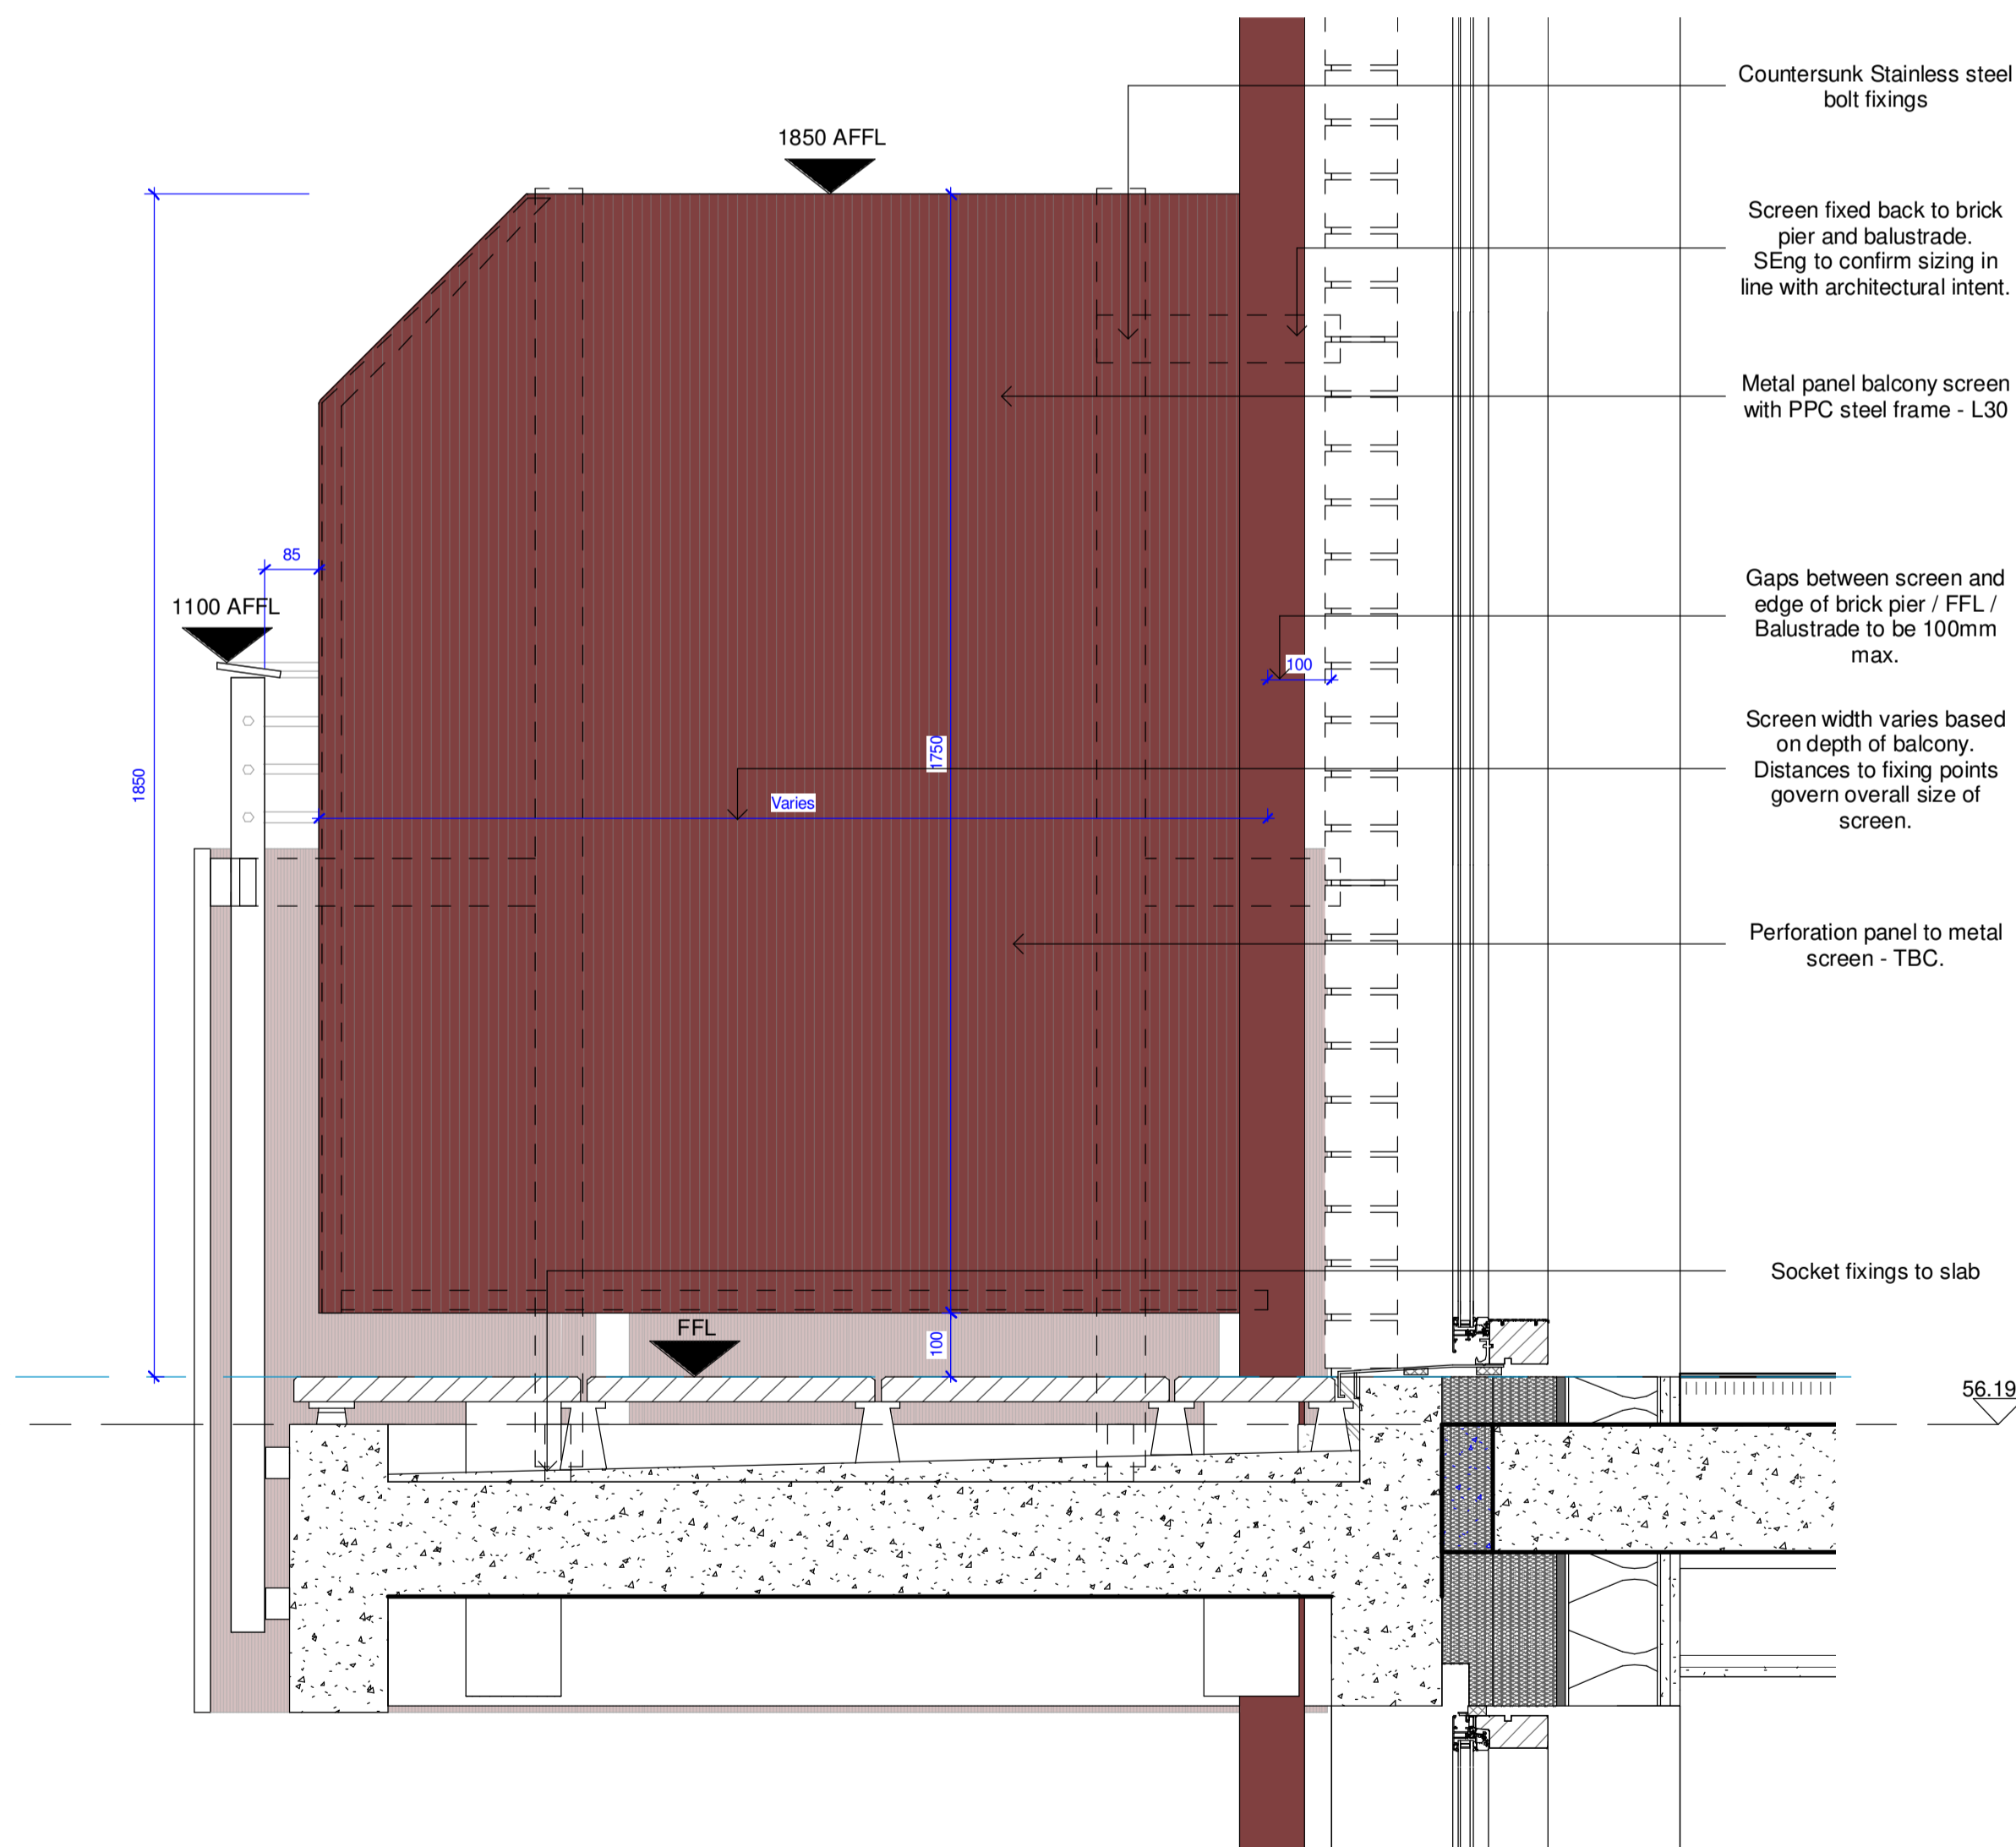 Countersunk Stainless steel
bolt fixings
1850 AFFL
Screen fixed back to brick
pier and balustrade.
SEng to confirm sizing in
line with architectural intent.
Metal panel balcony screen
with PPC steel frame - L30
85
1100 AFFL
Gaps between screen and
edge of brick pier / FFL /
Balustrade to be 100mm
max.
100
Screen width varies based
on depth of balcony.
Distances to fixing points
govern overall size of
screen.
1850
1750
Varies
Perforation panel to metal
screen - TBC.
Socket fixings to slab
FFL
100
56.19